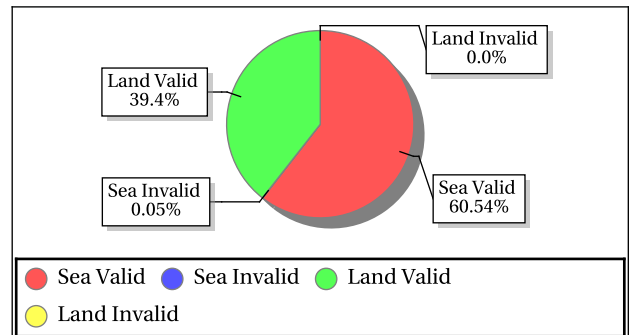 Land Invalid
0.0%
Land Valid
39.4%
Sea Invalid
0.05%
Sea Valid
60.54%
Sea Valid Sea Invalid Land Valid
Land Invalid